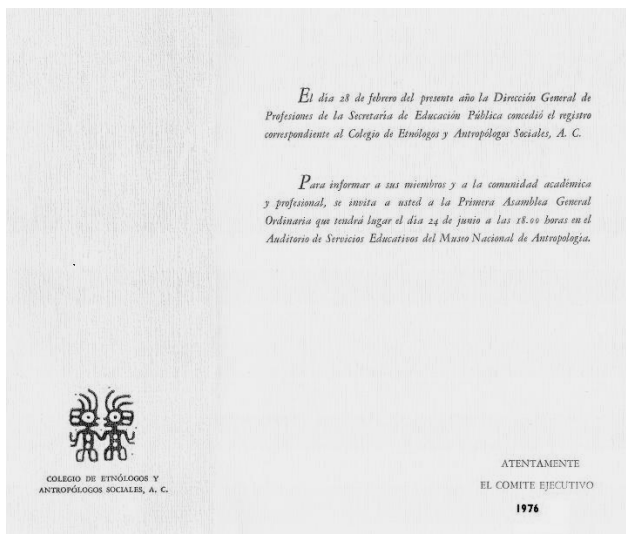 El día 28 de febrero del presente año la Dirección General de
Profesiones de la Secretaría de Educación Pública concedió el registro
correspondiente al Colegio de Etnólogos y Antropólogos Sociales, A. C.
Para informar a sus miembros y a la comunidad académica
y profesional, se invita a usted a la Primera Asamblea General
Ordinaria que tendrá lugar el día 24 de junio a las 18.00 horas en el
Auditorio de Servicios Educativos del Museo Nacional de Antropología.
COLEGIO DE ETNÓLOGOS Y
ANTROPÓLOGOS SOCIALES, A. C.
ATENTAMENTE
EL COMITE EJECUTIVO
1976